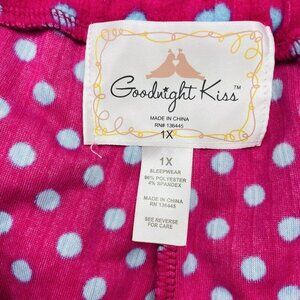 Goodnight Kiss™
MADE IN CHINA
RN# 136445
1X
1X
SLEEPWEAR
96% POLYESTER
4% SPANDEX
MADE IN CHINA
RN 136445
SEE REVERSE
FOR CARE